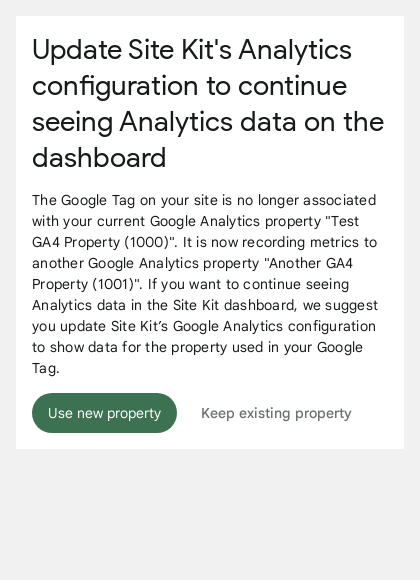 Update Site Kit's Analytics
configuration to continue
seeing Analytics data on the
dashboard
The Google Tag on your site is no longer associated
with your current Google Analytics property "Test
GA4 Property (1000)". It is now recording metrics to
another Google Analytics property "Another GA4
Property (1001)". If you want to continue seeing
Analytics data in the Site Kit dashboard, we suggest
you update Site Kit’s Google Analytics configuration
to show data for the property used in your Google
Tag.
Use new property
Keep existing property